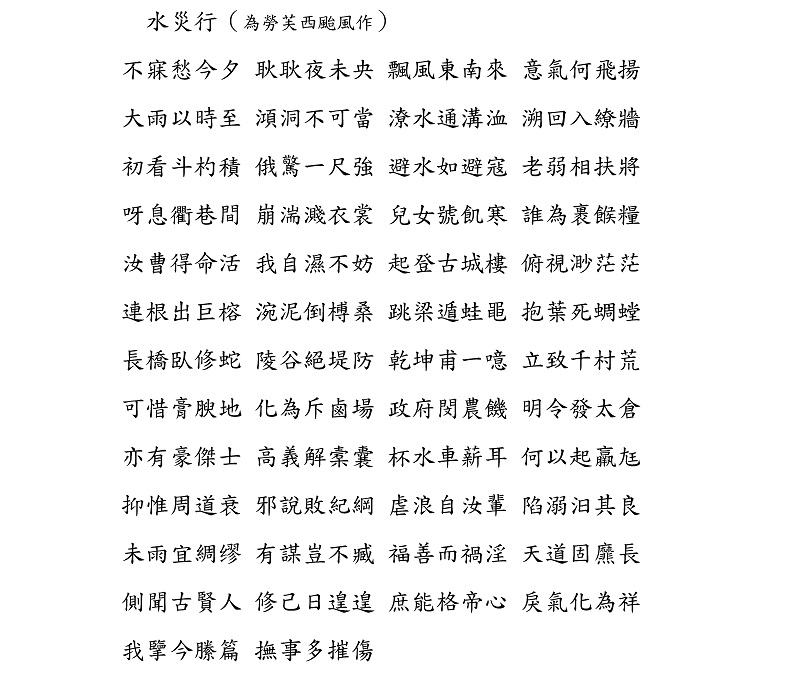 水災行（為勞芙西颱風作）
不寐愁今夕 耿耿夜未央 飄風東南來 意氣何飛揚
大雨以時至 澒洞不可當 潦水通溝洫 溯回入繚牆
初看斗杓積 俄驚一尺強 避水如避寇 老弱相扶將
呀息衢巷間 崩湍濺衣裳 兒女號飢寒 誰為裹餱糧
汝曹得命活 我自濕不妨 起登古城樓 俯視渺茫茫
連根出巨榕 涴泥倒榑桑 跳梁遁蛙黽 抱葉死蜩螳
長橋臥修蛇 陵谷絕堤防 乾坤甫一噫 立致千村荒
可惜膏腴地 化為斥鹵場 政府閔農饑 明令發太倉
亦有豪傑士 高義解橐囊 杯水車薪耳 何以起羸尪
抑惟周道衰 邪說敗紀綱 虐浪自汝輩 陷溺汩其良
未雨宜綢繆 有謀豈不臧 福善而禍淫 天道固靡長
側聞古賢人 修己日遑遑 庶能格帝心 戾氣化為祥
我擥今縢篇 撫事多摧傷